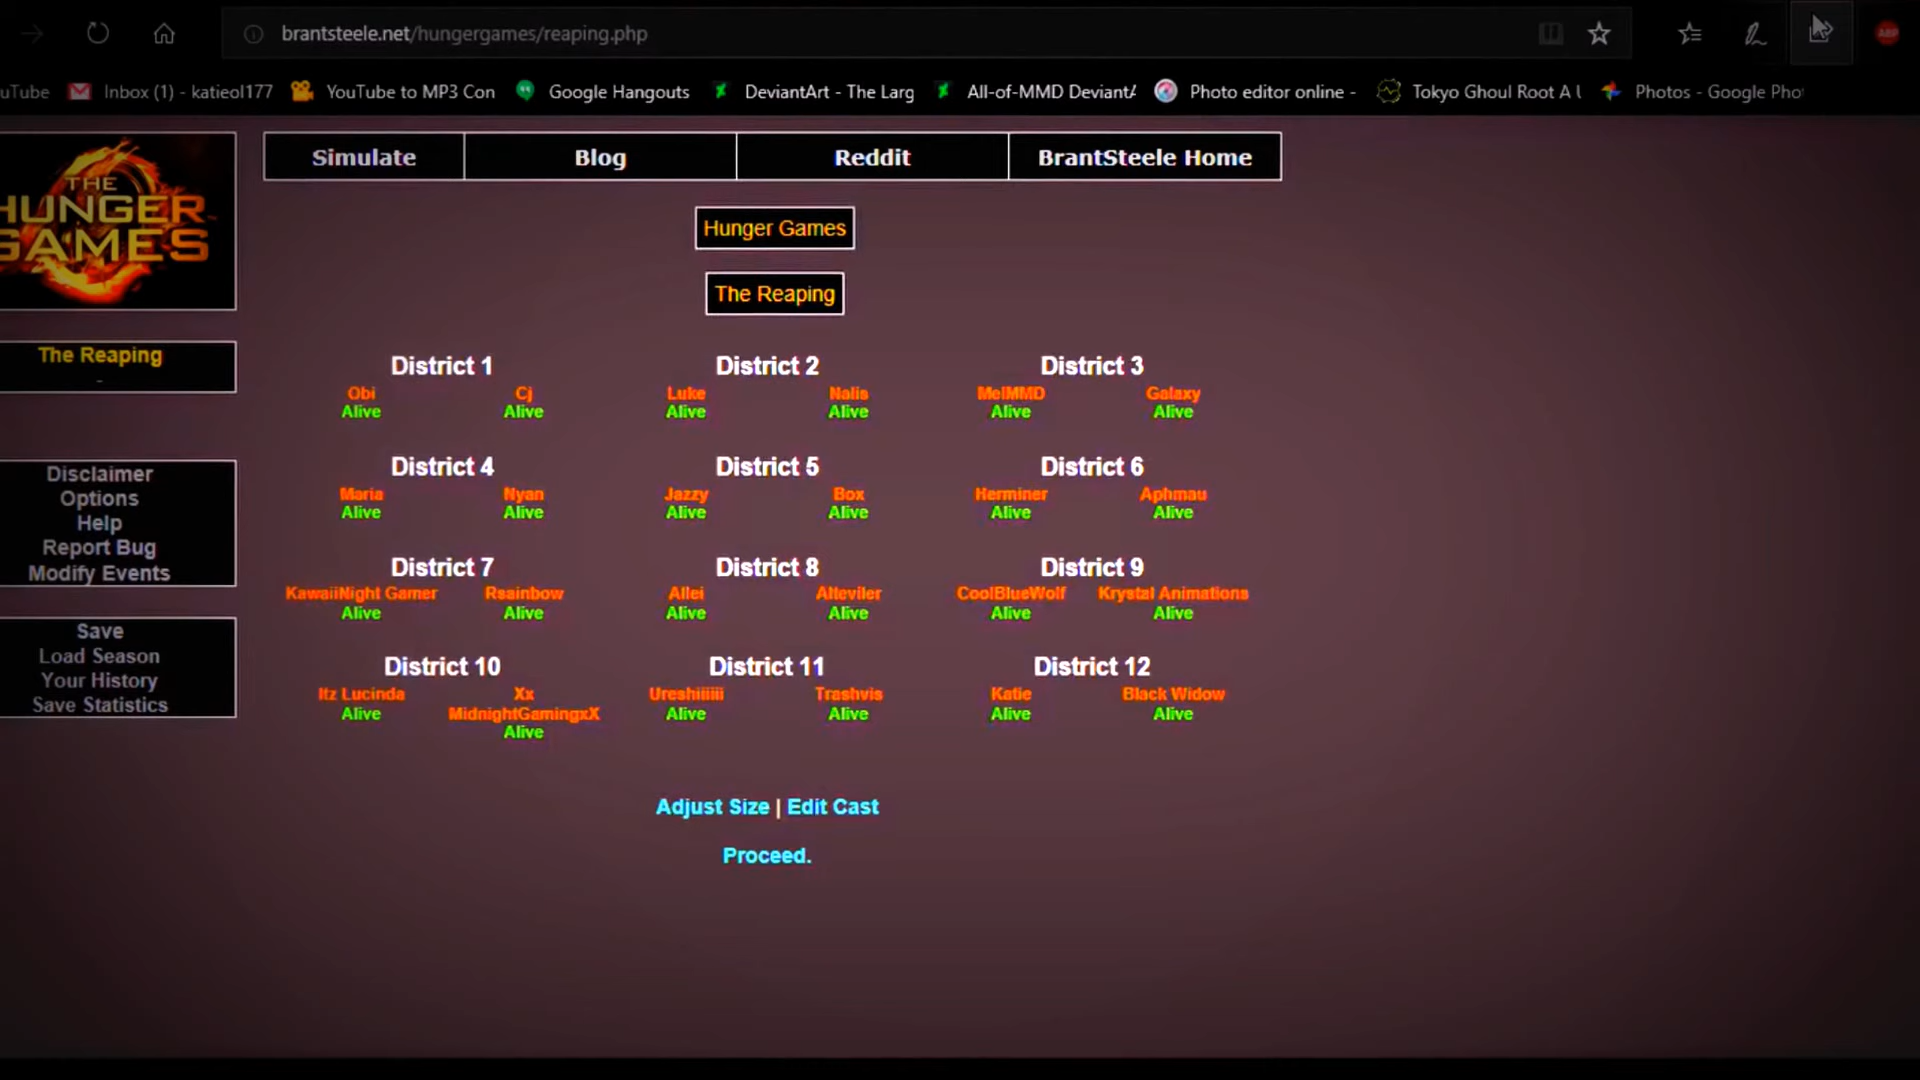 brantsteele.net/hungergames/reaping.php
ABP
uTube Inbox (1) - katieol177 YouTube to MP3 Con Google Hangouts DeviantArt - The Larg All-of-MMD DeviantA Photo editor online - Tokyo Ghoul Root A U Photos - Google Pho
THE
HUNGER
GAMES
Simulate Blog Reddit BrantSteele Home
Hunger Games
The Reaping
The Reaping
-
Disclaimer
Options
Help
Report Bug
Modify Events
Save
Load Season
Your History
Save Statistics
District 1 District 2 District 3
Obi Cj Luke Nalis MelMMD Galaxy
Alive Alive Alive Alive Alive Alive
District 4 District 5 District 6
Maria Nyan Jazzy Box Herminer Aphmau
Alive Alive Alive Alive Alive Alive
District 7 District 8 District 9
KawaiiNight Gamer Rsainbow Allei Alteviler CoolBlueWolf Krystal Animations
Alive Alive Alive Alive Alive Alive
District 10 District 11 District 12
Itz Lucinda Xx Trashvis Katie Black Widow
Alive MidnightGamingxX Alive Alive Alive Alive
Alive
Adjust Size | Edit Cast
Proceed.